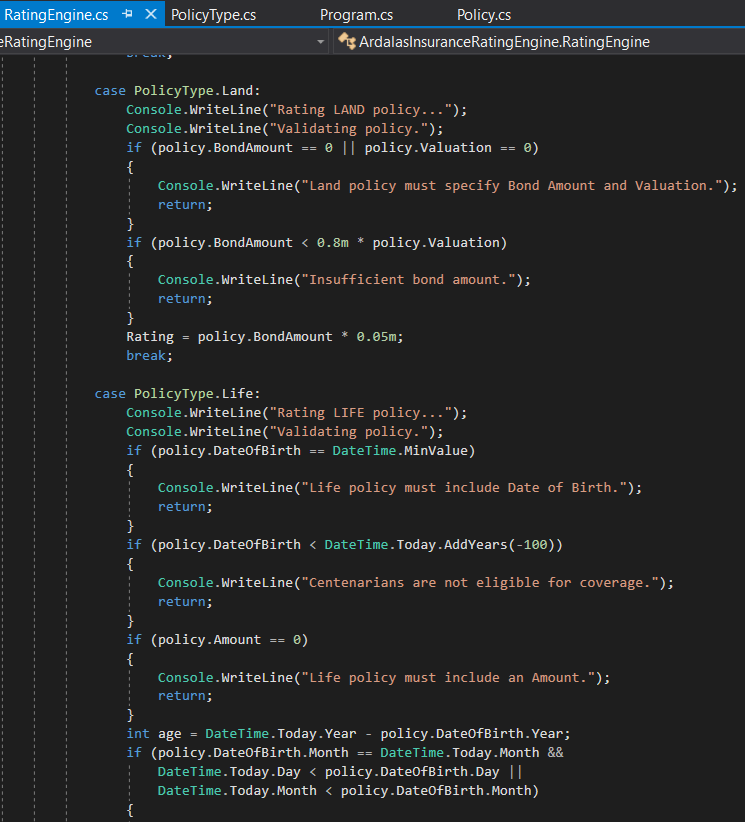 RatingEngine.cs PolicyType.cs Program.cs Policy.cs
eRatingEngine ArdalasInsuranceRatingEngine.RatingEngine
break;
case PolicyType.Land:
Console.WriteLine("Rating LAND policy...");
Console.WriteLine("Validating policy.");
if (policy.BondAmount == 0 || policy.Valuation == 0)
{
Console.WriteLine("Land policy must specify Bond Amount and Valuation.");
return;
}
if (policy.BondAmount < 0.8m * policy.Valuation)
{
Console.WriteLine("Insufficient bond amount.");
return;
}
Rating = policy.BondAmount * 0.05m;
break;
case PolicyType.Life:
Console.WriteLine("Rating LIFE policy...");
Console.WriteLine("Validating policy.");
if (policy.DateOfBirth == DateTime.MinValue)
{
Console.WriteLine("Life policy must include Date of Birth.");
return;
}
if (policy.DateOfBirth < DateTime.Today.AddYears(-100))
{
Console.WriteLine("Centenarians are not eligible for coverage.");
return;
}
if (policy.Amount == 0)
{
Console.WriteLine("Life policy must include an Amount.");
return;
}
int age = DateTime.Today.Year - policy.DateOfBirth.Year;
if (policy.DateOfBirth.Month == DateTime.Today.Month &&
DateTime.Today.Day < policy.DateOfBirth.Day ||
DateTime.Today.Month < policy.DateOfBirth.Month)
{